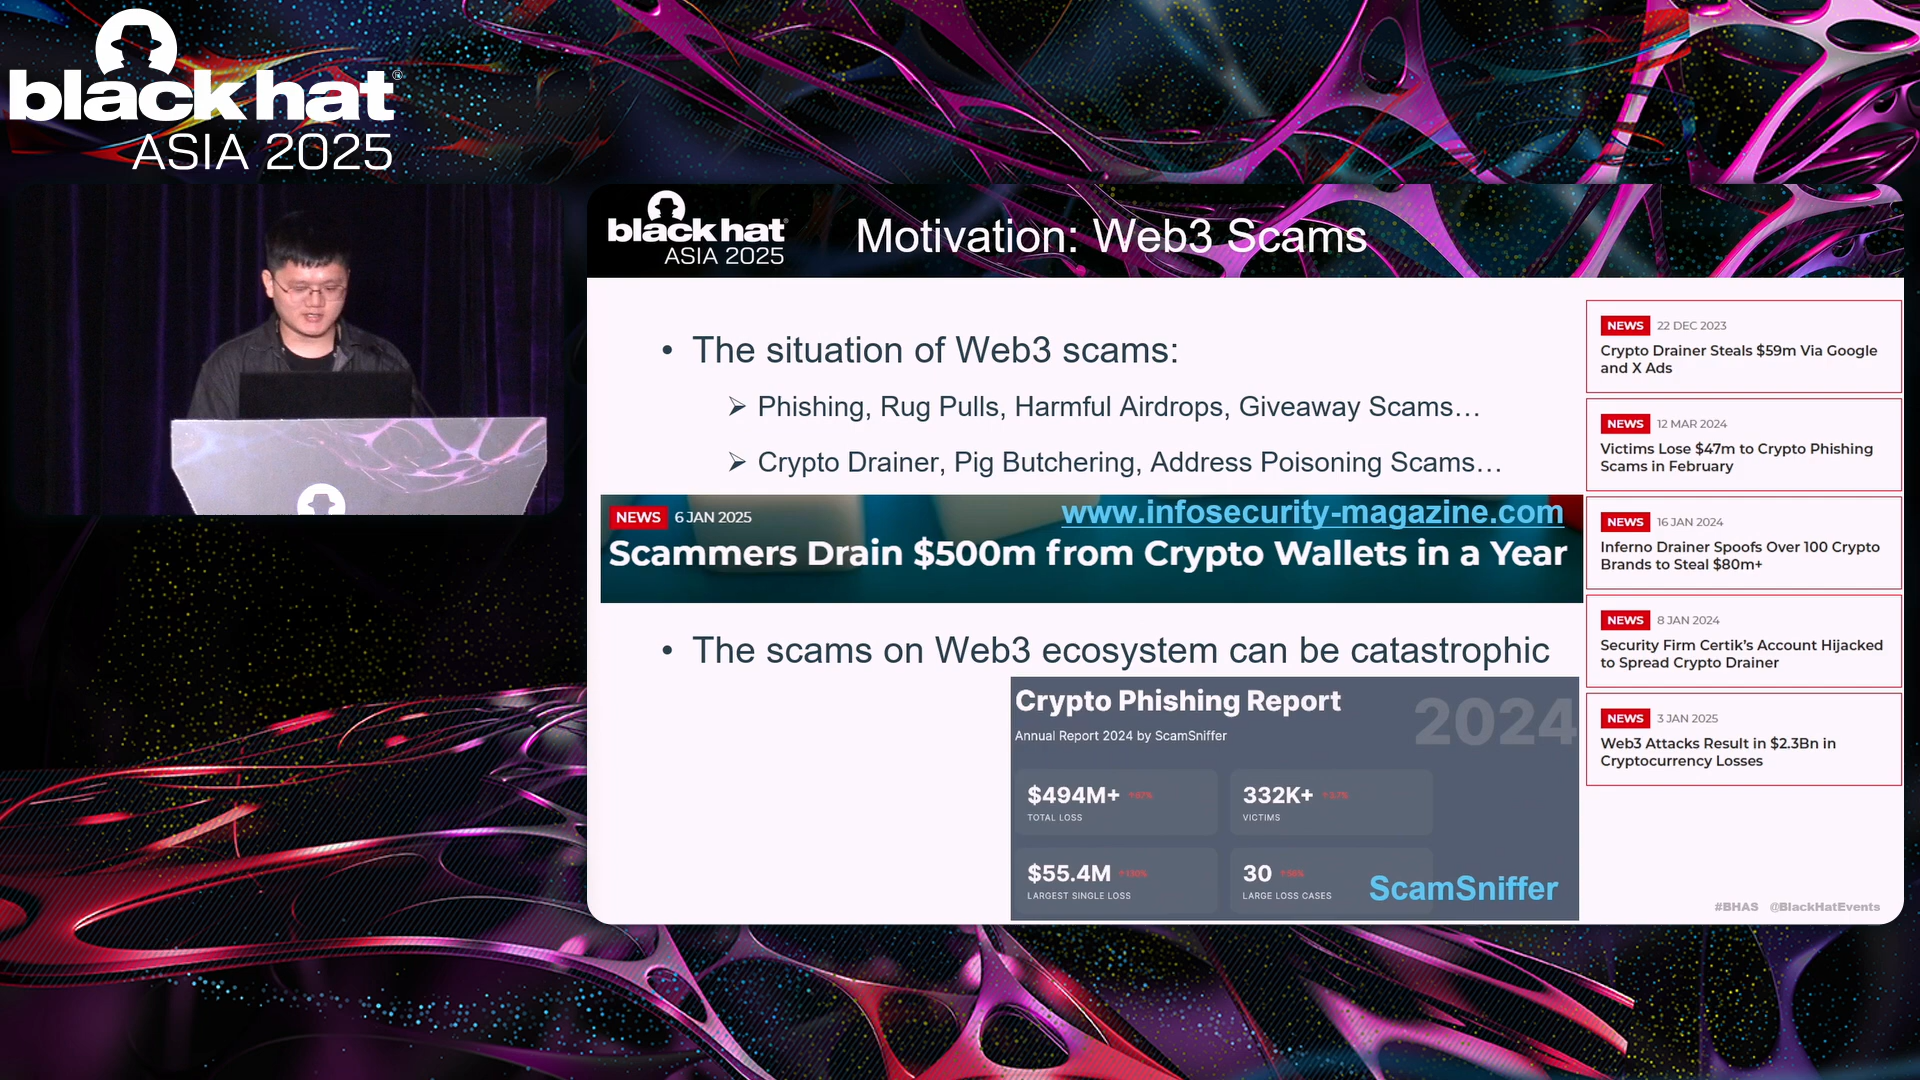 black hat®
ASIA 2025
black hat®
ASIA 2025
Motivation: Web3 Scams
• The situation of Web3 scams:
➢ Phishing, Rug Pulls, Harmful Airdrops, Giveaway Scams…
➢ Crypto Drainer, Pig Butchering, Address Poisoning Scams…
NEWS 6 JAN 2025
www.infosecurity-magazine.com
Scammers Drain $500m from Crypto Wallets in a Year
• The scams on Web3 ecosystem can be catastrophic
Crypto Phishing Report
2024
Annual Report 2024 by ScamSniffer
$494M+
TOTAL LOSS
332K+
VICTIMS
$55.4M
LARGEST SINGLE LOSS
30
LARGE LOSS CASES
ScamSniffer
NEWS 22 DEC 2023
Crypto Drainer Steals $59m Via Google
and X Ads
NEWS 12 MAR 2024
Victims Lose $47m to Crypto Phishing
Scams in February
NEWS 16 JAN 2024
Inferno Drainer Spoofs Over 100 Crypto
Brands to Steal $80m+
NEWS 8 JAN 2024
Security Firm Certik’s Account Hijacked
to Spread Crypto Drainer
NEWS 3 JAN 2025
Web3 Attacks Result in $2.3Bn in
Cryptocurrency Losses
#BHAS @BlackHatEvents